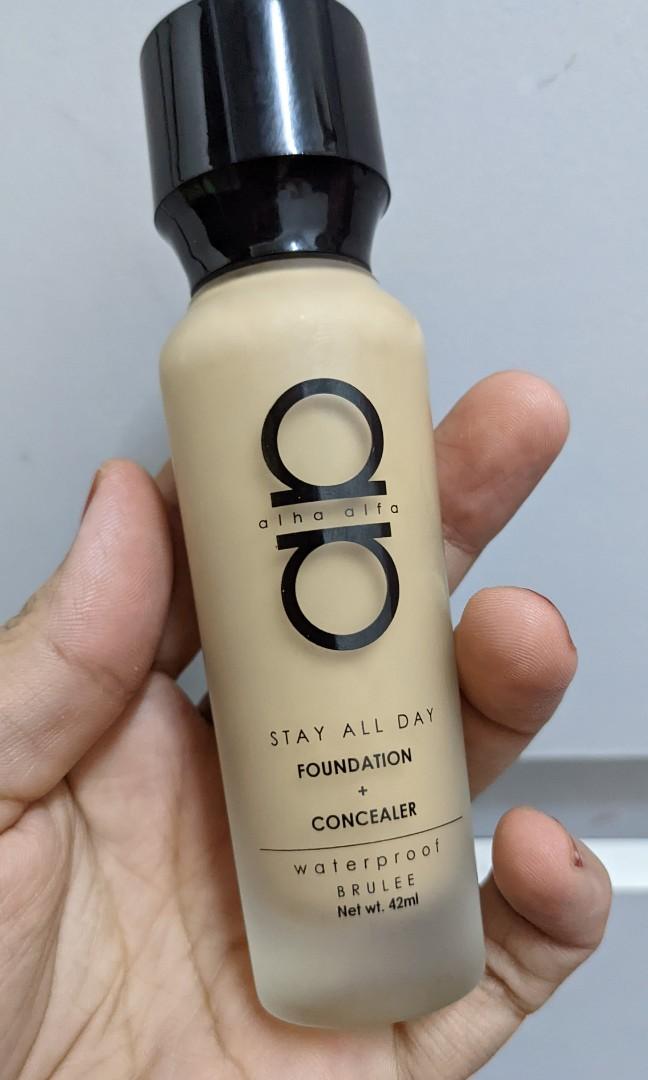 alha alfa
STAY ALL DAY
FOUNDATION
+
CONCEALER
waterproof
BRULEE
Net wt. 42ml